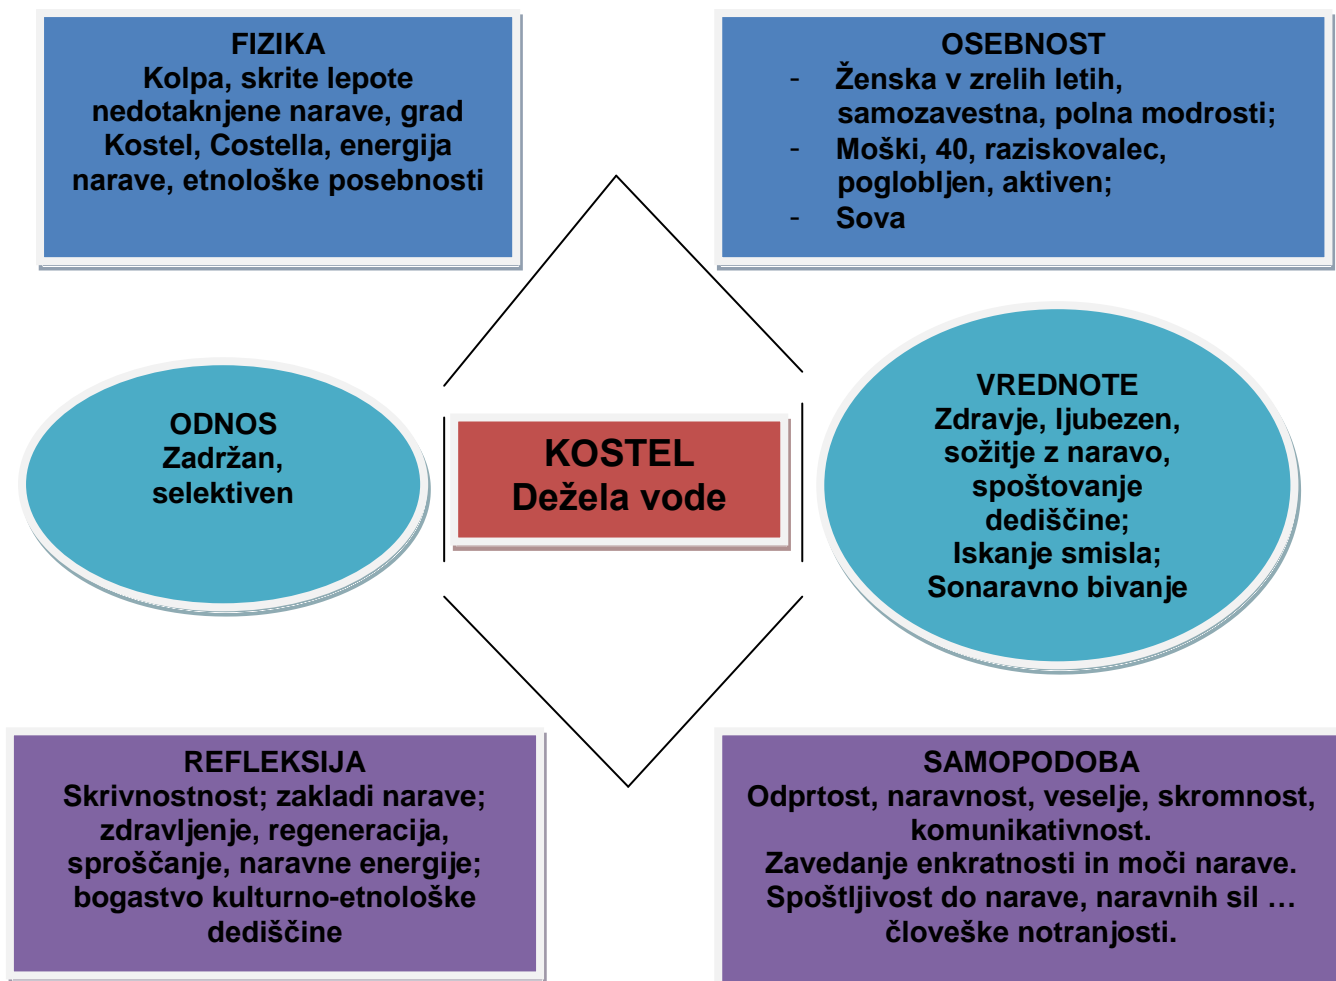 FIZIKA
Kolpa, skrite lepote
nedotaknjene narave, grad
Kostel, Costella, energija
narave, etnološke posebnosti
OSEBNOST
- Ženska v zrelih letih,
samozavestna, polna modrosti;
- Moški, 40, raziskovalec,
poglobljen, aktiven;
- Sova
ODNOS
Zadržan,
selektiven
KOSTEL
Dežela vode
VREDNOTE
Zdravje, ljubezen,
sožitje z naravo,
spoštovanje
dediščine;
Iskanje smisla;
Sonaravno bivanje
REFLEKSIJA
Skrivnostnost; zakladi narave;
zdravljenje, regeneracija,
sproščanje, naravne energije;
bogastvo kulturno-etnološke
dediščine
SAMOPODOBA
Odprtost, naravnost, veselje, skromnost,
komunikativnost.
Zavedanje enkratnosti in moči narave.
Spoštljivost do narave, naravnih sil …
človeške notranjosti.